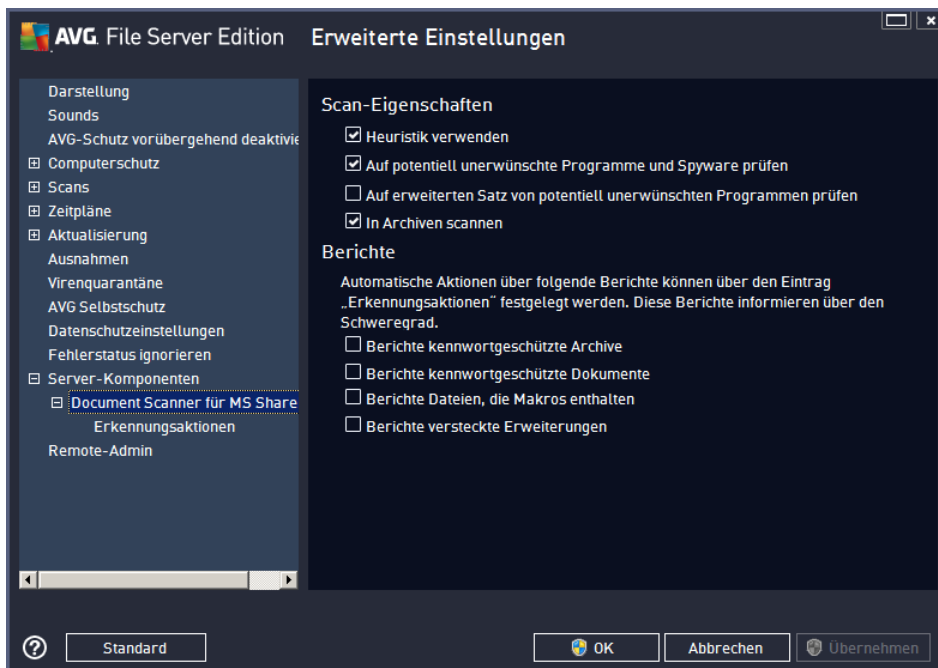 AVG. File Server Edition
Erweiterte Einstellungen
Darstellung
Sounds
AVG-Schutz vorübergehend deaktivie
Computerschutz
Scans
Zeitpläne
Aktualisierung
Ausnahmen
Virenquarantäne
AVG Selbstschutz
Datenschutzeinstellungen
Fehlerstatus ignorieren
Server-Komponenten
Document Scanner für MS Share
Erkennungsaktionen
Remote-Admin
Scan-Eigenschaften
Heuristik verwenden
Auf potentiell unerwünschte Programme und Spyware prüfen
Auf erweiterten Satz von potentiell unerwünschten Programmen prüfen
In Archiven scannen
Berichte
Automatische Aktionen über folgende Berichte können über den Eintrag
„Erkennungsaktionen“ festgelegt werden. Diese Berichte informieren über den
Schweregrad.
Berichte kennwortgeschützte Archive
Berichte kennwortgeschützte Dokumente
Berichte Dateien, die Makros enthalten
Berichte versteckte Erweiterungen
Standard
OK
Abbrechen
Übernehmen